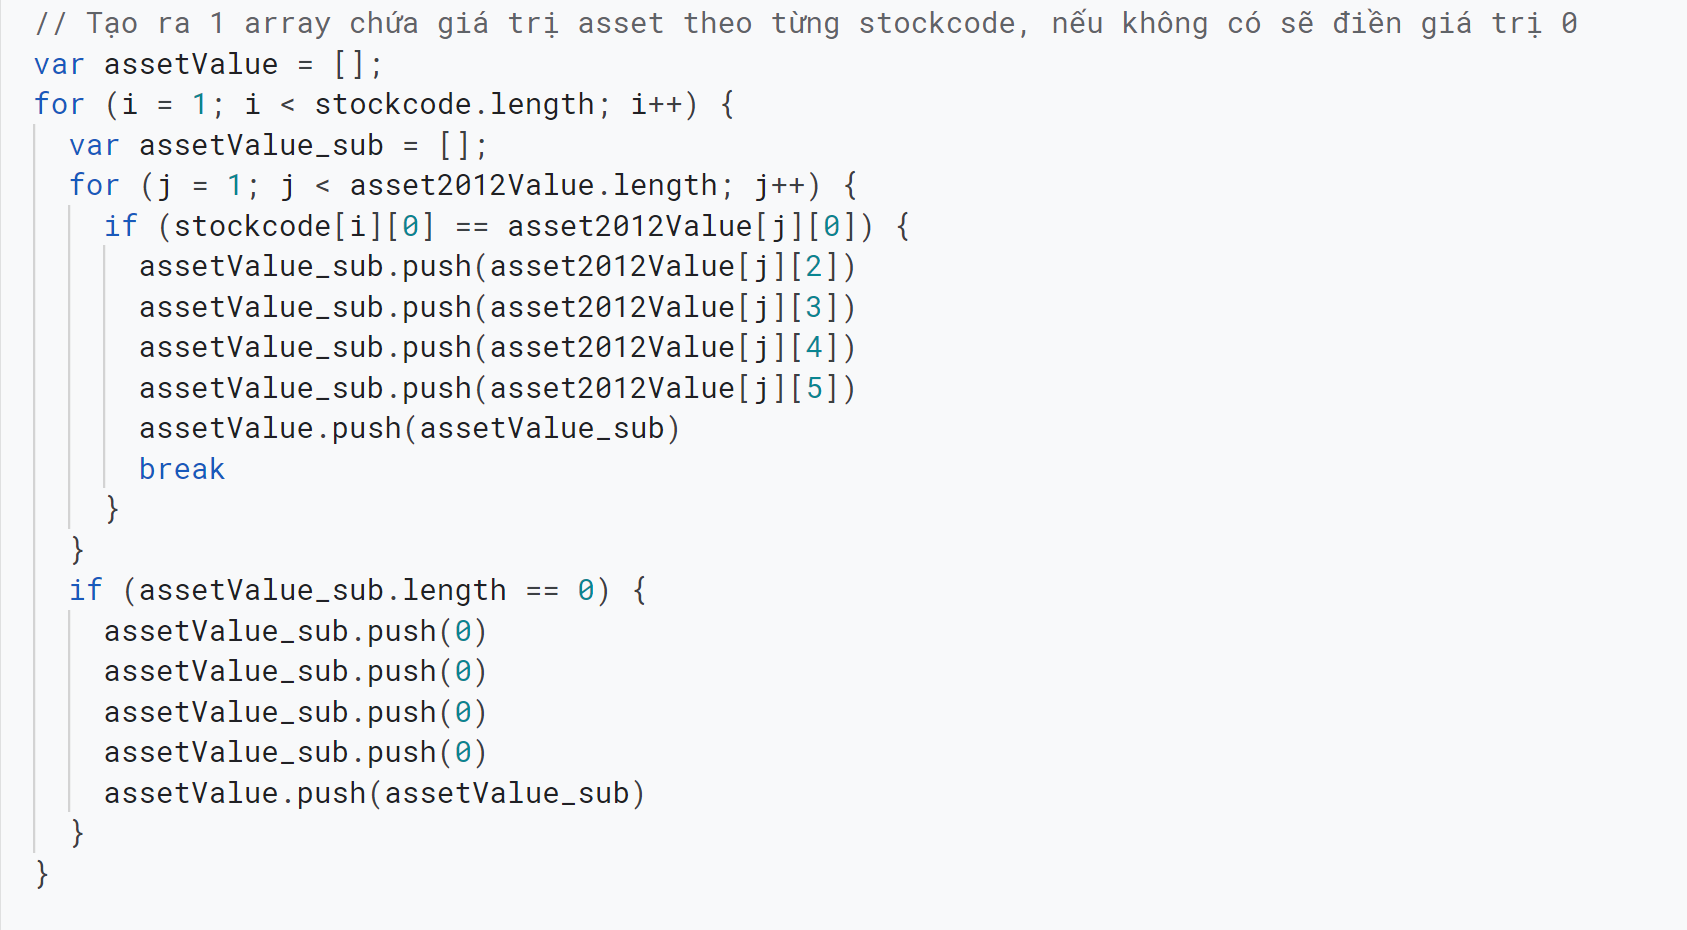 // Tạo ra 1 array chứa giá trị asset theo từng stockcode, nếu không có sẽ điền giá trị 0
var assetValue = [];
for (i = 1; i < stockcode.length; i++) {
  var assetValue_sub = [];
  for (j = 1; j < asset2012Value.length; j++) {
    if (stockcode[i][0] == asset2012Value[j][0]) {
      assetValue_sub.push(asset2012Value[j][2])
      assetValue_sub.push(asset2012Value[j][3])
      assetValue_sub.push(asset2012Value[j][4])
      assetValue_sub.push(asset2012Value[j][5])
      assetValue.push(assetValue_sub)
      break
    }
  }
  if (assetValue_sub.length == 0) {
    assetValue_sub.push(0)
    assetValue_sub.push(0)
    assetValue_sub.push(0)
    assetValue_sub.push(0)
    assetValue.push(assetValue_sub)
  }
}